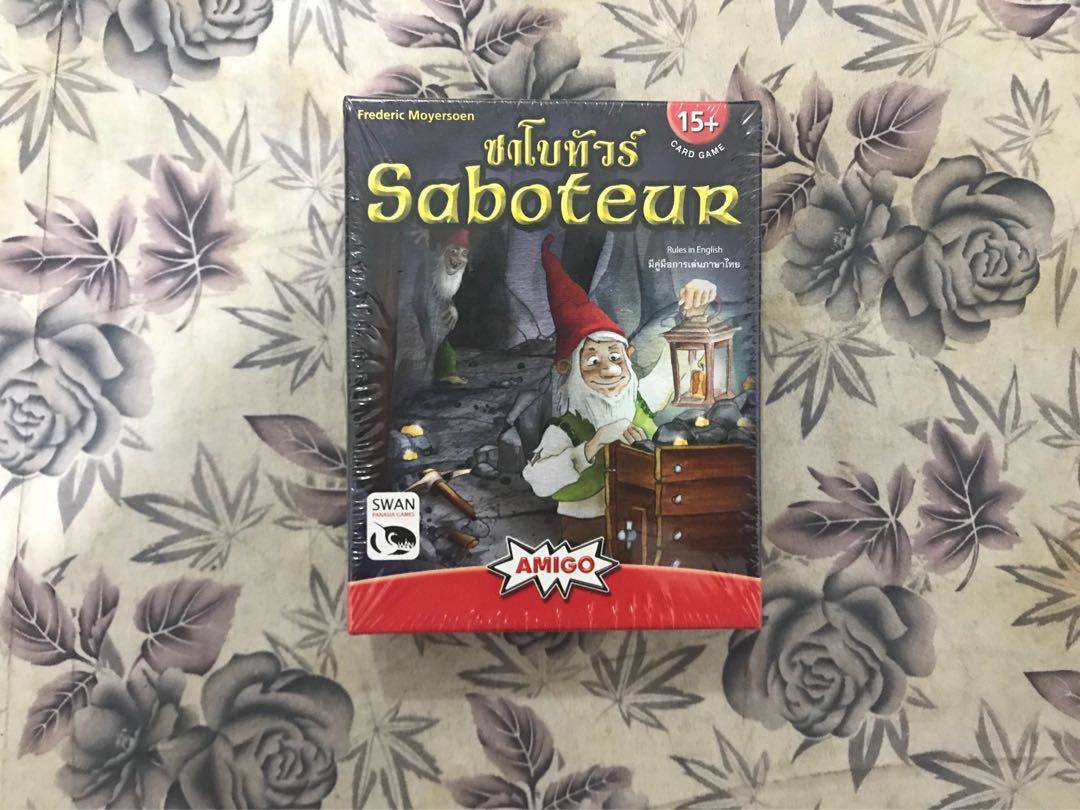 Frederic Moyersoen
15+
CARD GAME
ซาโบทัวร์
Saboteur
Rules in English
มีคู่มือการเล่นภาษาไทย
SWAN
PANASIA GAMES
Swan
AMIGO